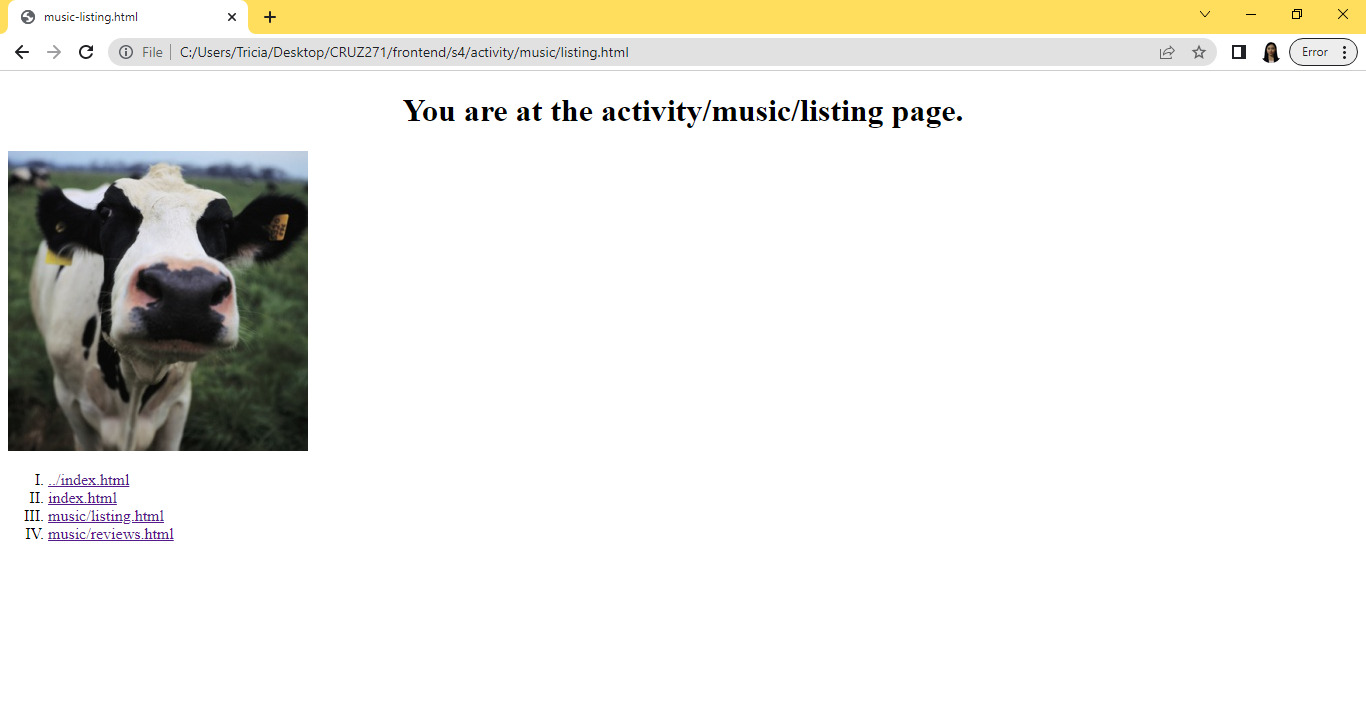 music-listing.html
File C:/Users/Tricia/Desktop/CRUZ271/frontend/s4/activity/music/listing.html Error
You are at the activity/music/listing page.
I. ../index.html
II. index.html
III. music/listing.html
IV. music/reviews.html